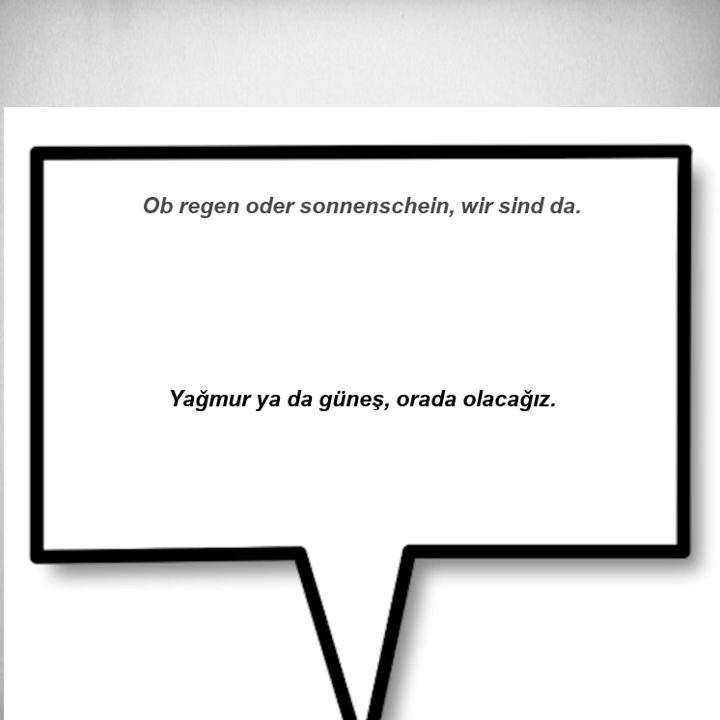 Ob regen oder sonnenschein, wir sind da.
Yağmur ya da güneş, orada olacağız.